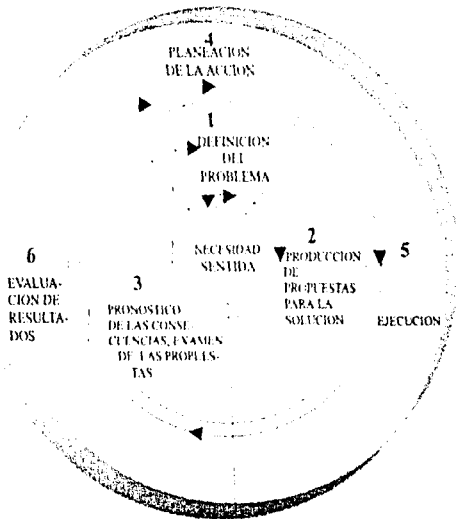 4
PLANEACION
DE LA ACCION
1
DEFINICION
DEL
PROBLEMA
NECESIDAD
SENTIDA
2
PRODUCCION
DE
PROPUESTAS
PARA LA
SOLUCION
5
EJECUCION
6
EVALUA-
CION DE
RESULTA-
DOS
3
PRONOSTICO
DE LAS CONSE-
CUENCIAS, EXAMEN
DE LAS PROPUES-
TAS